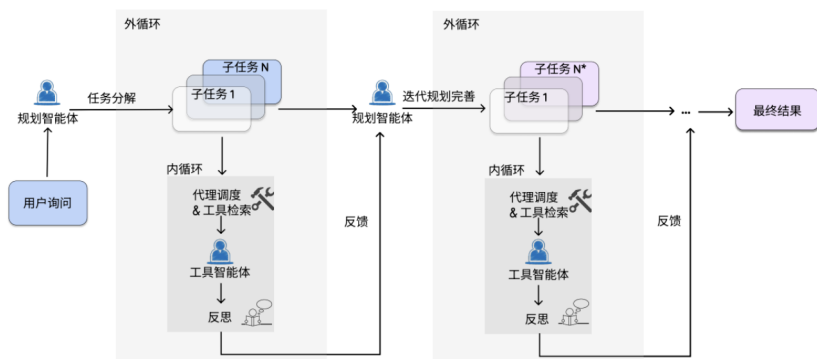 外循环
外循环
子任务 N
子任务 1
任务分解
规划智能体
用户询问
内循环
代理调度
& 工具检索
工具智能体
反思
反馈
规划智能体
迭代规划完善
子任务 N*
子任务 1
内循环
代理调度
& 工具检索
工具智能体
反思
反馈
...
最终结果